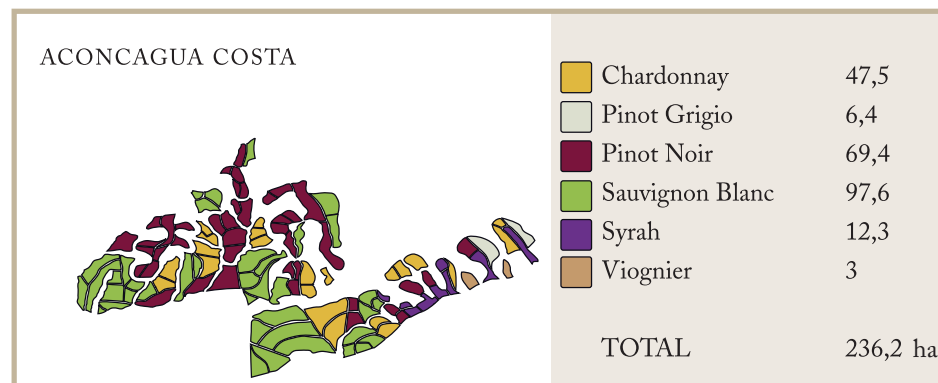 ACONCAGUA COSTA
Chardonnay 47,5
Pinot Grigio 6,4
Pinot Noir 69,4
Sauvignon Blanc 97,6
Syrah 12,3
Viognier 3
TOTAL 236,2 ha